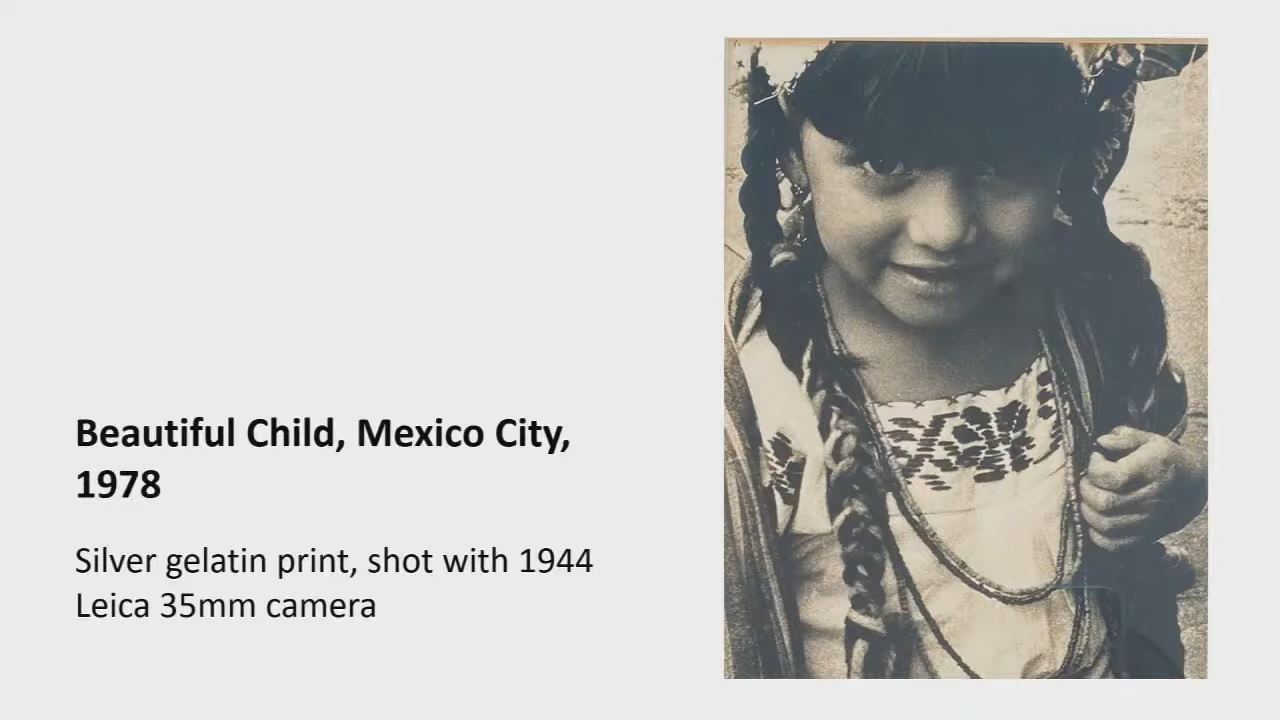 Beautiful Child, Mexico City,
1978
Silver gelatin print, shot with 1944
Leica 35mm camera